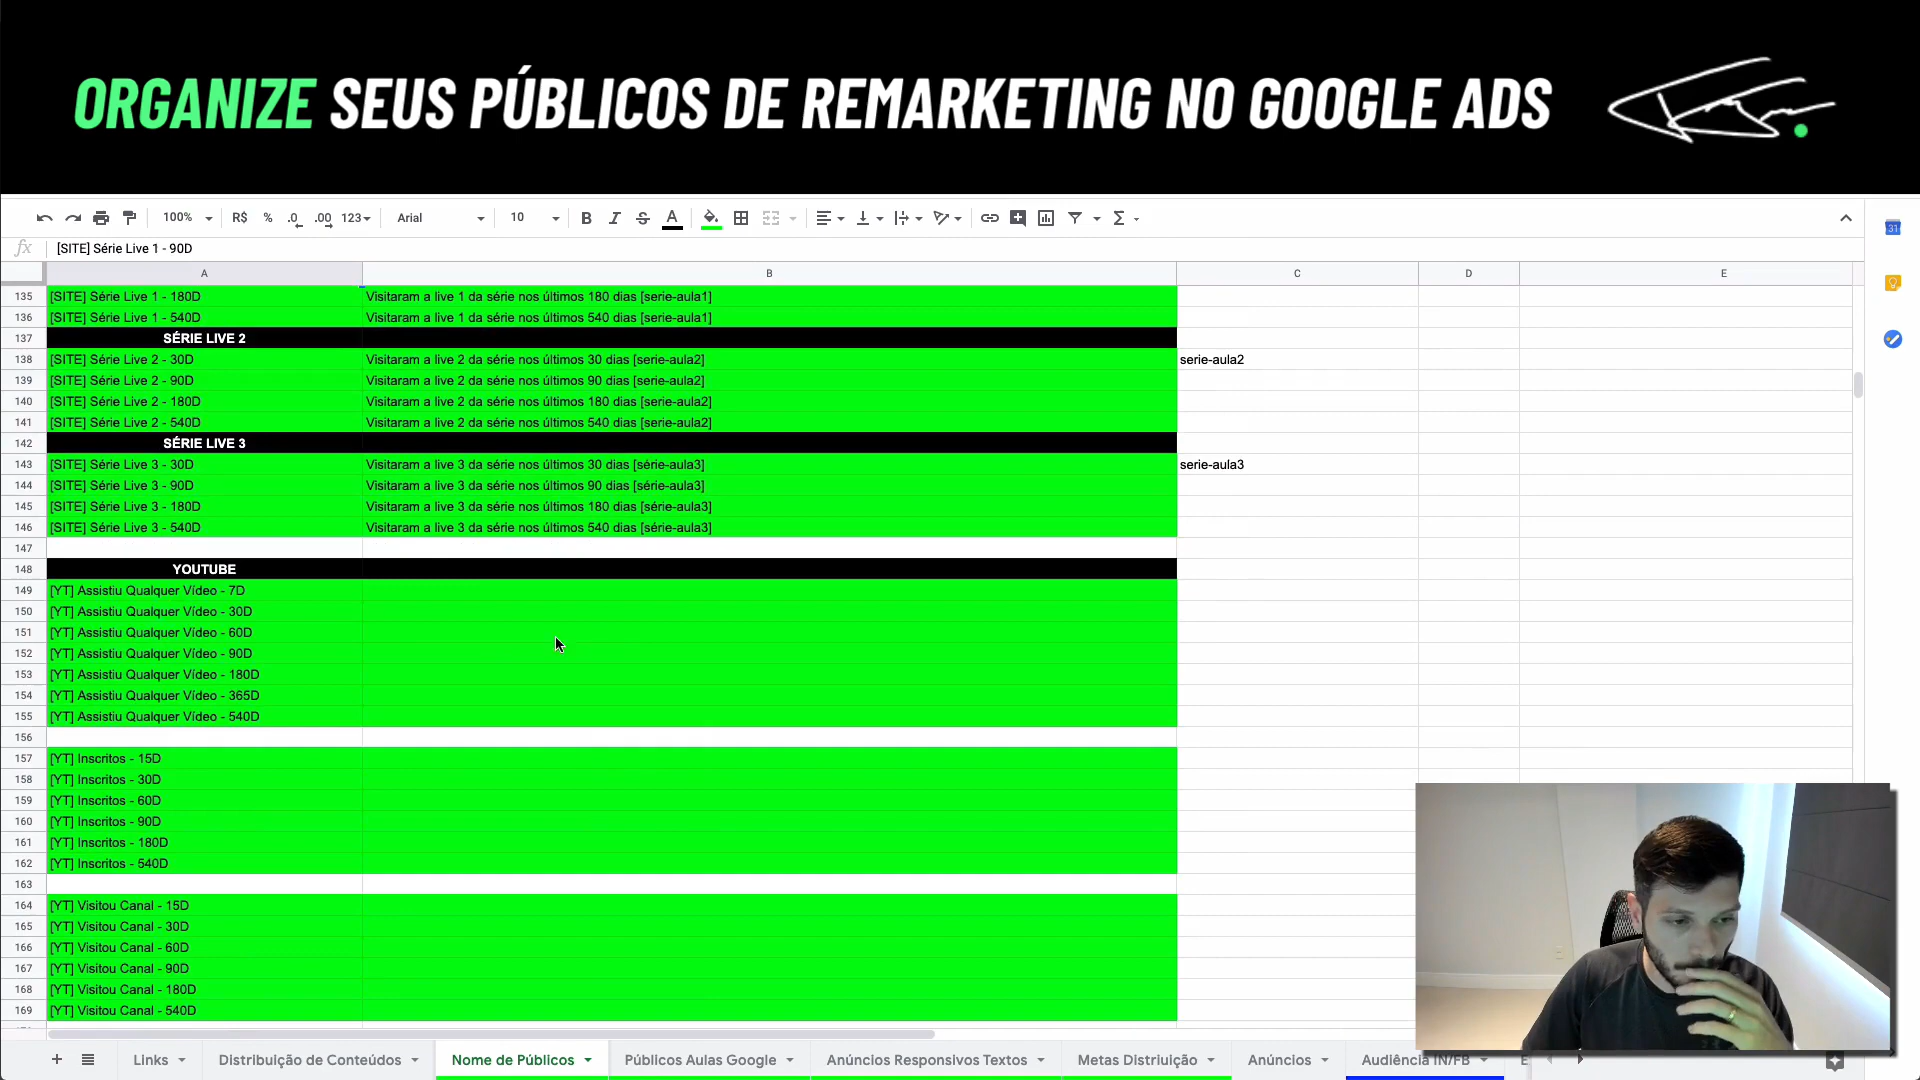 ORGANIZE SEUS PÚBLICOS DE REMARKETING NO GOOGLE ADS
100% R$ % .0 .00 123 Arial 10 B I S A Σ
31
fx [SITE] Série Live 1 - 90D
A B C D E
135 [SITE] Série Live 1 - 180D Visitaram a live 1 da série nos últimos 180 dias [serie-aula1]
136 [SITE] Série Live 1 - 540D Visitaram a live 1 da série nos últimos 540 dias [serie-aula1]
137 SÉRIE LIVE 2
138 [SITE] Série Live 2 - 30D Visitaram a live 2 da série nos últimos 30 dias [serie-aula2] serie-aula2
139 [SITE] Série Live 2 - 90D Visitaram a live 2 da série nos últimos 90 dias [serie-aula2]
140 [SITE] Série Live 2 - 180D Visitaram a live 2 da série nos últimos 180 dias [serie-aula2]
141 [SITE] Série Live 2 - 540D Visitaram a live 2 da série nos últimos 540 dias [serie-aula2]
142 SÉRIE LIVE 3
143 [SITE] Série Live 3 - 30D Visitaram a live 3 da série nos últimos 30 dias [série-aula3] serie-aula3
144 [SITE] Série Live 3 - 90D Visitaram a live 3 da série nos últimos 90 dias [série-aula3]
145 [SITE] Série Live 3 - 180D Visitaram a live 3 da série nos últimos 180 dias [série-aula3]
146 [SITE] Série Live 3 - 540D Visitaram a live 3 da série nos últimos 540 dias [série-aula3]
147
148 YOUTUBE
149 [YT] Assistiu Qualquer Vídeo - 7D
150 [YT] Assistiu Qualquer Vídeo - 30D
151 [YT] Assistiu Qualquer Vídeo - 60D
152 [YT] Assistiu Qualquer Vídeo - 90D
153 [YT] Assistiu Qualquer Vídeo - 180D
154 [YT] Assistiu Qualquer Vídeo - 365D
155 [YT] Assistiu Qualquer Vídeo - 540D
156
157 [YT] Inscritos - 15D
158 [YT] Inscritos - 30D
159 [YT] Inscritos - 60D
160 [YT] Inscritos - 90D
161 [YT] Inscritos - 180D
162 [YT] Inscritos - 540D
163
164 [YT] Visitou Canal - 15D
165 [YT] Visitou Canal - 30D
166 [YT] Visitou Canal - 60D
167 [YT] Visitou Canal - 90D
168 [YT] Visitou Canal - 180D
169 [YT] Visitou Canal - 540D
Links Distribuição de Conteúdos Nome de Públicos Públicos Aulas Google Anúncios Responsivos Textos Metas Distriuição Anúncios Audiência IN/FB